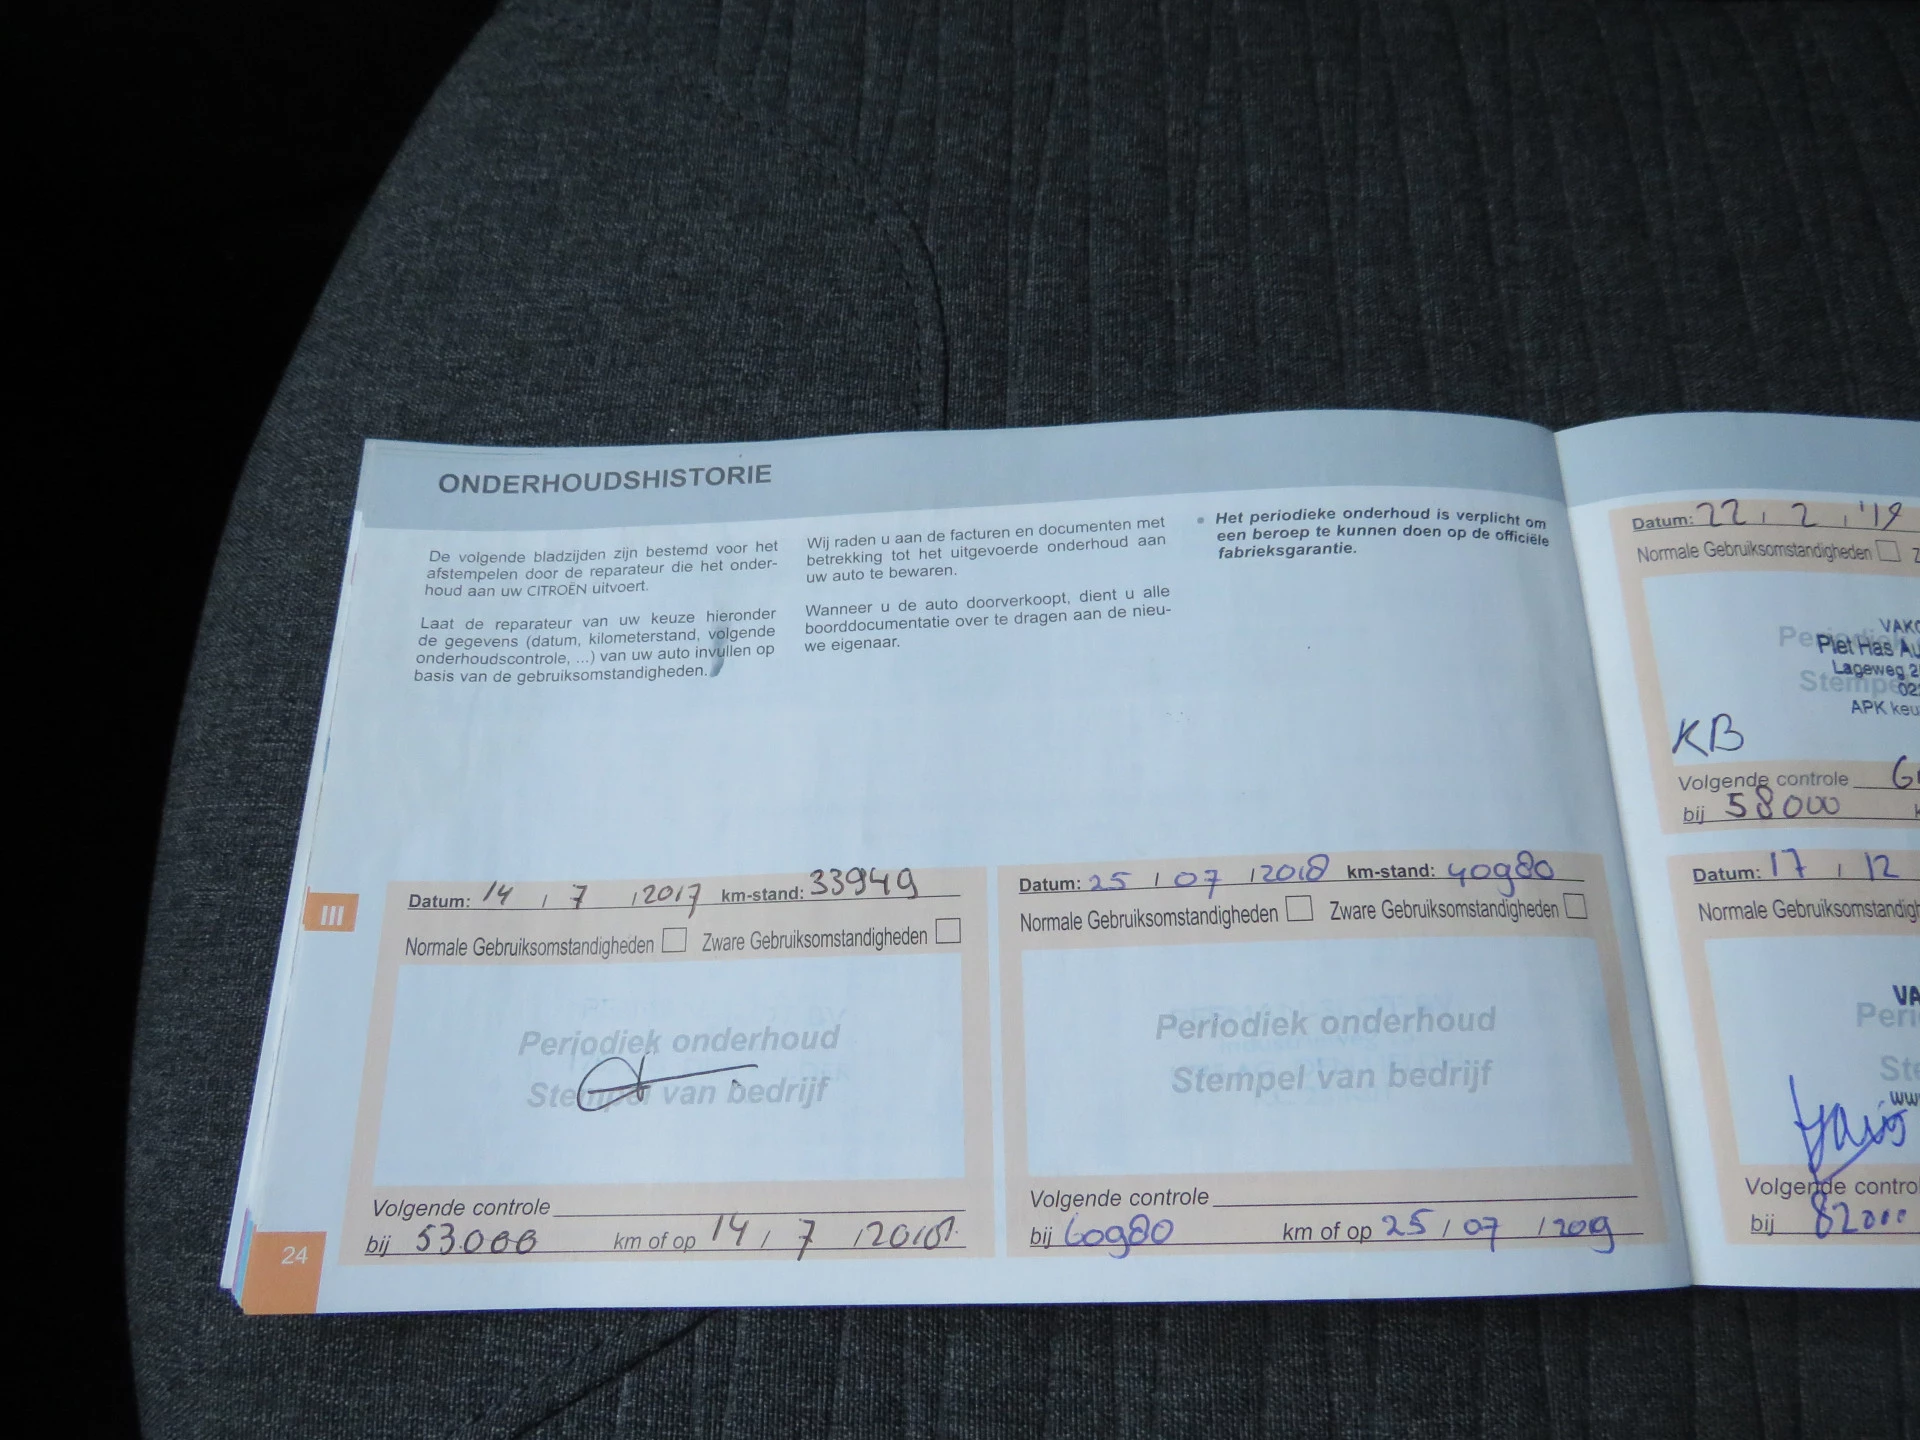 ONDERHOUDSHISTORIE
De volgende bladzijden zijn bestemd voor het
afstempelen door de reparateur die het onder-
houd aan uw CITROËN uitvoert.
Laat de reparateur van uw keuze hieronder
de gegevens (datum, kilometerstand, volgende
onderhoudscontrole, ...) van uw auto invullen op
basis van de gebruiksomstandigheden.
Wij raden u aan de facturen en documenten met
betrekking tot het uitgevoerde onderhoud aan
uw auto te bewaren.
Wanneer u de auto doorverkoopt, dient u alle
boorddocumentatie over te dragen aan de nieu-
we eigenaar.
Het periodieke onderhoud is verplicht om
een beroep te kunnen doen op de officiële
fabrieksgarantie.
III
Datum: 14 / 7 / 2017 km-stand: 33949
Normale Gebruiksomstandigheden Zware Gebruiksomstandigheden
Periodiek onderhoud
Stempel van bedrijf
Volgende controle
bij 53.000 km of op 14 / 7 / 2018
24
Datum: 25 / 07 / 2018 km-stand: 40980
Normale Gebruiksomstandigheden Zware Gebruiksomstandigheden
Periodiek onderhoud
Stempel van bedrijf
Volgende controle
bij 60980 km of op 25 / 07 / 2019
Datum: 22 / 2 / '19
Normale Gebruiksomstandigheden
Piet Has
Lageweg
APK
KB
Volgende controle
bij 58000
Datum: 17 / 12
Normale
Volgende
bij 82000